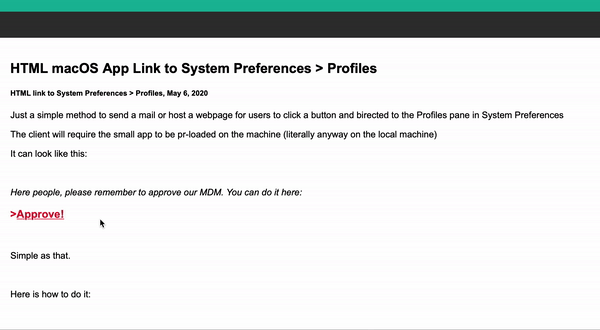 HTML macOS App Link to System Preferences > Profiles
HTML link to System Preferences > Profiles, May 6, 2020
Just a simple method to send a mail or host a webpage for users to click a button and birected to the Profiles pane in System Preferences
The client will require the small app to be pr-loaded on the machine (literally anyway on the local machine)
It can look like this:
Here people, please remember to approve our MDM. You can do it here:
>Approve!
Simple as that.
Here is how to do it: